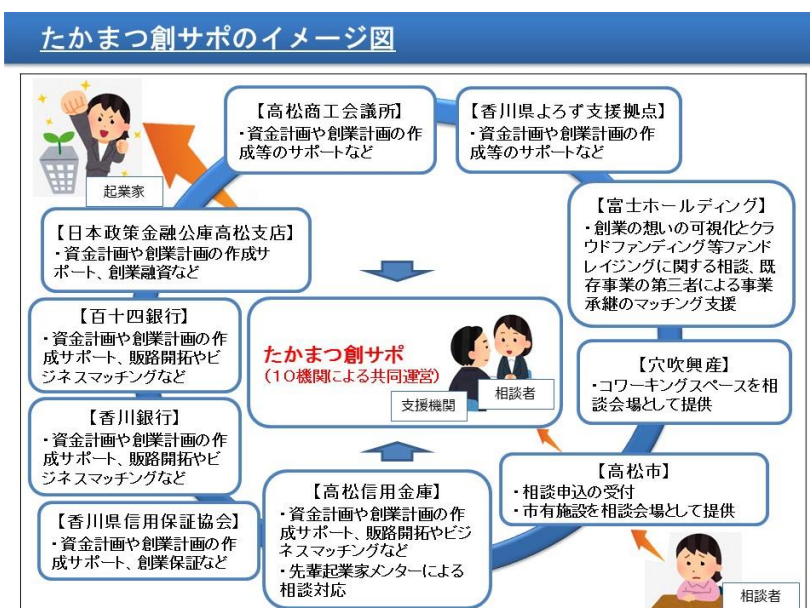 たかまつ創サポのイメージ図
起業家
【高松商工会議所】
・資金計画や創業計画の作
成等のサポートなど
【香川県よろず支援拠点】
・資金計画や創業計画の作
成等のサポートなど
【富士ホールディング】
・創業の想いの可視化とクラ
ウドファンディング等ファンド
レイジングに関する相談、既
存事業の第三者による事業
承継のマッチング支援
【穴吹興産】
・コワーキングスペースを相
談会場として提供
【高松市】
・相談申込の受付
・市有施設を相談会場として提供
相談者
【高松信用金庫】
・資金計画や創業計画の作
成サポート、販路開拓やビジ
ネスマッチングなど
・先輩起業家メンターによる
相談対応
【香川県信用保証協会】
・資金計画や創業計画の作
成サポート、創業保証など
【香川銀行】
・資金計画や創業計画の作
成サポート、販路開拓やビ
ジネスマッチングなど
【百十四銀行】
・資金計画や創業計画の作
成サポート、販路開拓やビ
ジネスマッチングなど
【日本政策金融公庫高松支店】
・資金計画や創業計画の作成サ
ポート、創業融資など
たかまつ創サポ
（１０機関による共同運営）
支援機関
相談者